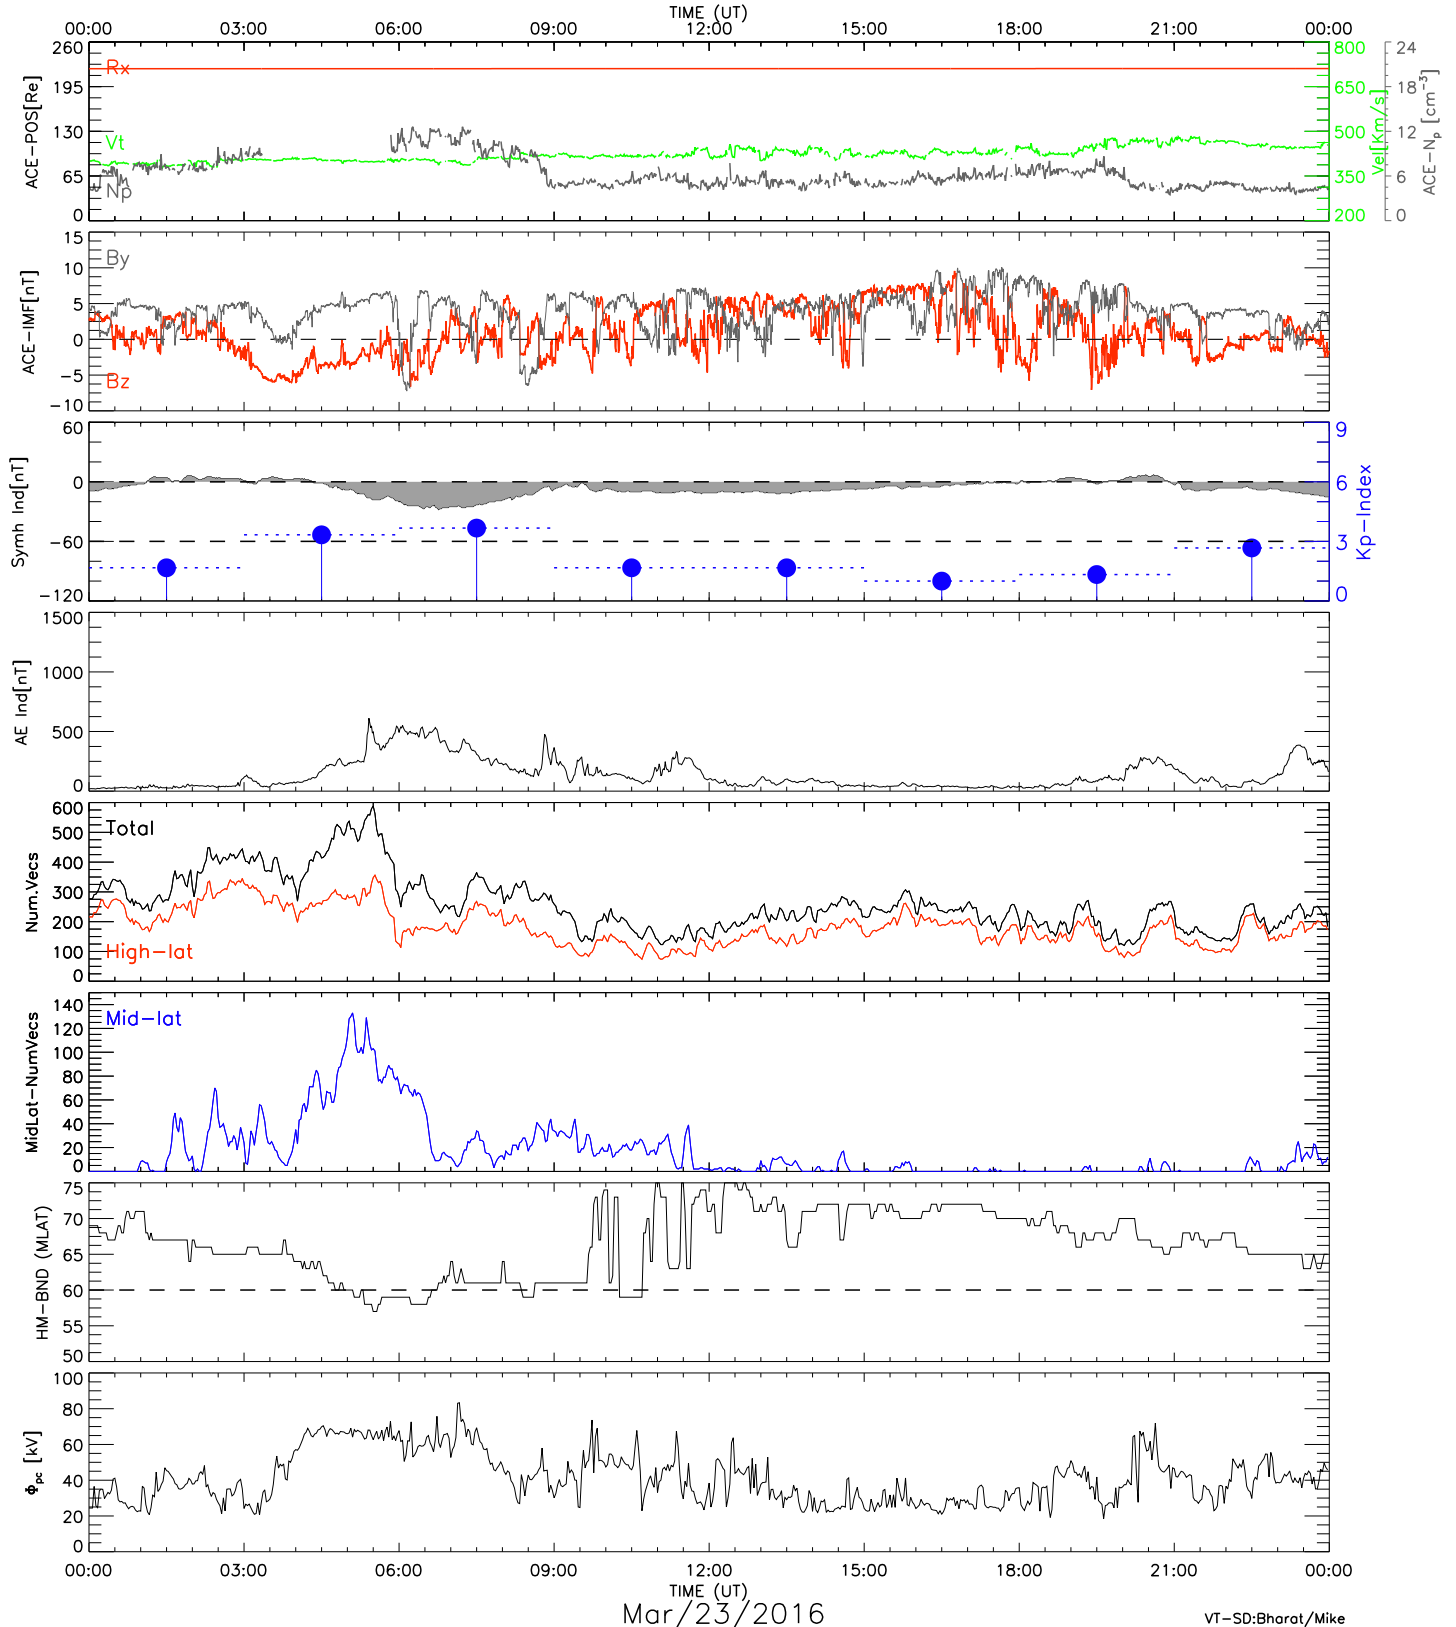 TIME (UT)
00:00 03:00 06:00 09:00 12:00 15:00 18:00 21:00 00:00
260 195 130 65 0
ACE-POS[Re]
Rx
Vt
Np
800 650 500 350 200
Vel[Km/s]
24 18 12 6 0
ACE-Np [cm-3]
15 10 5 0 -5 -10
ACE-IMF[nT]
By
Bz
60 0 -60 -120
Symh Ind[nT]
9 6 3 0
Kp-Index
1500 1000 500 0
AE Ind[nT]
600 500 400 300 200 100 0
Num.Vecs
Total
High-lat
140 120 100 80 60 40 20 0
MidLat-NumVecs
Mid-lat
75 70 65 60 55 50
HM-BND (MLAT)
100 80 60 40 20 0
Φpc [kV]
00:00 03:00 06:00 09:00 12:00 15:00 18:00 21:00 00:00
TIME (UT)
Mar/23/2016
VT-SD:Bharat/Mike